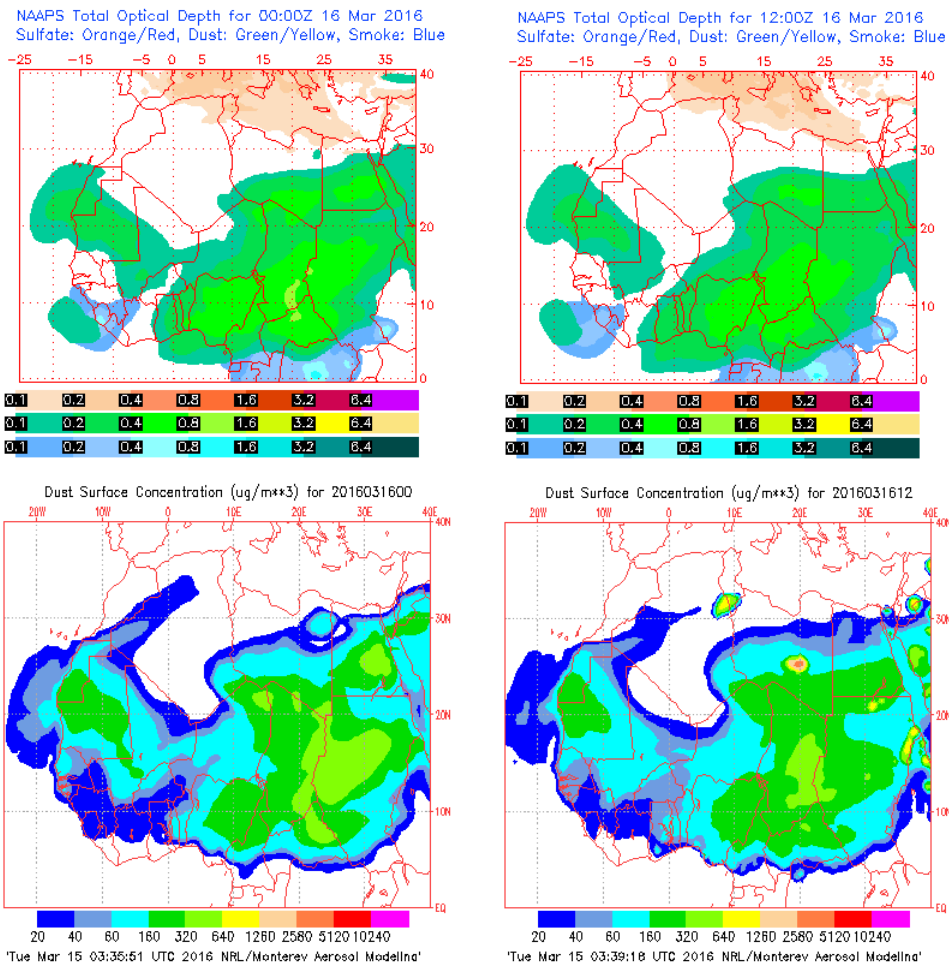 NAAPS Total Optical Depth for 00:00Z 16 Mar 2016
Sulfate: Orange/Red, Dust: Green/Yellow, Smoke: Blue
-25 -15 -5 0 5 15 25 35
40
30
20
10
0
0.1 0.2 0.4 0.8 1.6 3.2 6.4
0.1 0.2 0.4 0.8 1.6 3.2 6.4
0.1 0.2 0.4 0.8 1.6 3.2 6.4
NAAPS Total Optical Depth for 12:00Z 16 Mar 2016
Sulfate: Orange/Red, Dust: Green/Yellow, Smoke: Blue
-25 -15 -5 0 5 15 25 35
40
30
20
10
0
0.1 0.2 0.4 0.8 1.6 3.2 6.4
0.1 0.2 0.4 0.8 1.6 3.2 6.4
0.1 0.2 0.4 0.8 1.6 3.2 6.4
Dust Surface Concentration (ug/m**3) for 2016031600
20W 10W 0 10E 20E 30E 40E
40N
30N
20N
10N
EQ
20 40 80 160 320 640 1260 2580 5120 10240
'Tue Mar 15 03:35:51 UTC 2016 NRL/Monterey Aerosol Modeling'
Dust Surface Concentration (ug/m**3) for 2016031612
20W 10W 0 10E 20E 30E 40E
40N
30N
20N
10N
EQ
20 40 80 160 320 640 1260 2580 5120 10240
'Tue Mar 15 03:39:18 UTC 2016 NRL/Monterey Aerosol Modeling'